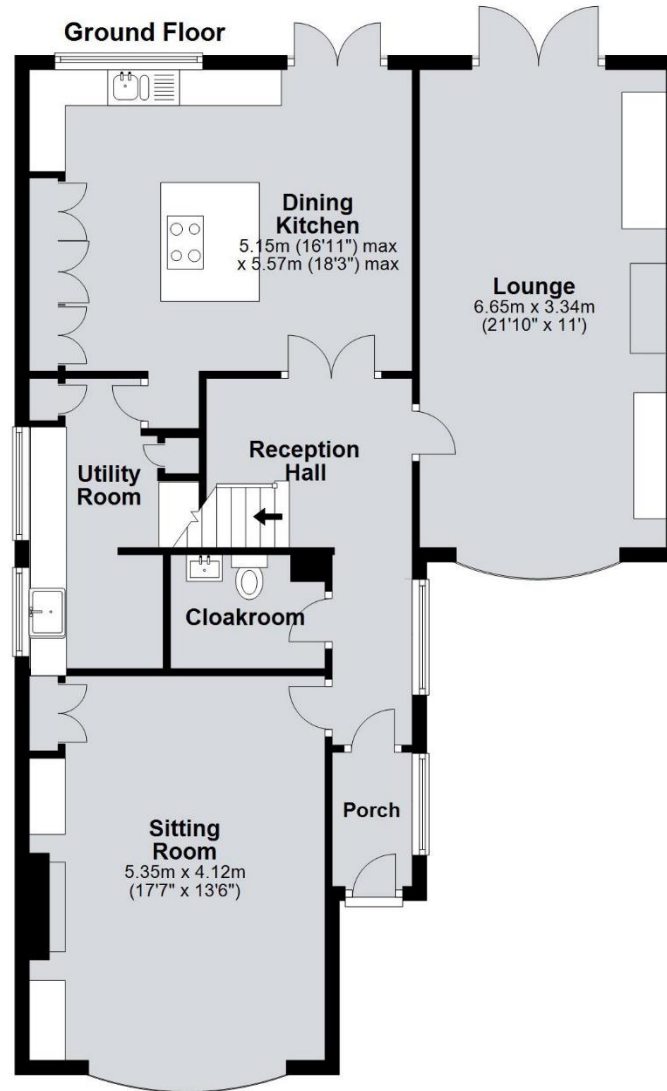 Ground Floor
Dining
Kitchen
5.15m (16'11") max
x 5.57m (18'3") max
Lounge
6.65m x 3.34m
(21'10" x 11')
Reception
Hall
Utility
Room
Cloakroom
Porch
Sitting
Room
5.35m x 4.12m
(17'7" x 13'6")